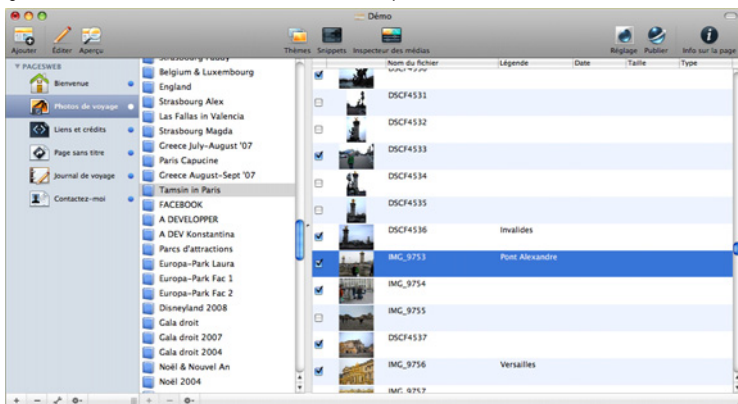 Démo
Ajouter Éditer Aperçu Thèmes Snippets Inspecteur des médias Réglage Publier Info sur la page
PAGESWEB
Bienvenue
Photos de voyage
Liens et crédits
Page sans titre
Journal de voyage
Contactez-moi
Belgium & Luxembourg
England
Strasbourg Alex
Las Fallas in Valencia
Strasbourg Magda
Greece July-August '07
Paris Capucine
Greece August-Sept '07
Tamsin in Paris
FACEBOOK
A DEVELOPPER
A DEV Konstantina
Parcs d'attractions
Europa-Park Laura
Europa-Park Fac 1
Europa-Park Fac 2
Disneyland 2008
Gala droit
Gala droit 2007
Gala droit 2004
Noël & Nouvel An
Noël 2004
Nom du fichier Légende Date Taille Type
DSCF4531
DSCF4532
DSCF4533
DSCF4534
DSCF4535
DSCF4536 Invalides
IMG_9753 Pont Alexandre
IMG_9754
IMG_9755
DSCF4537
IMG_9756 Versailles
IMG_9757